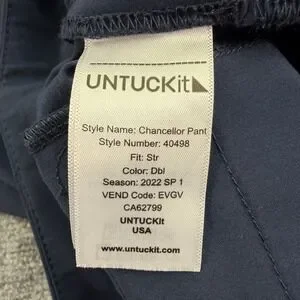 UNTUCKit
Style Name: Chancellor Pant
Style Number: 40498
Fit: Str
Color: Dbl
Season: 2022 SP 1
VEND Code: EVGV
CA62799
UNTUCKIt
USA
www.untuckit.com